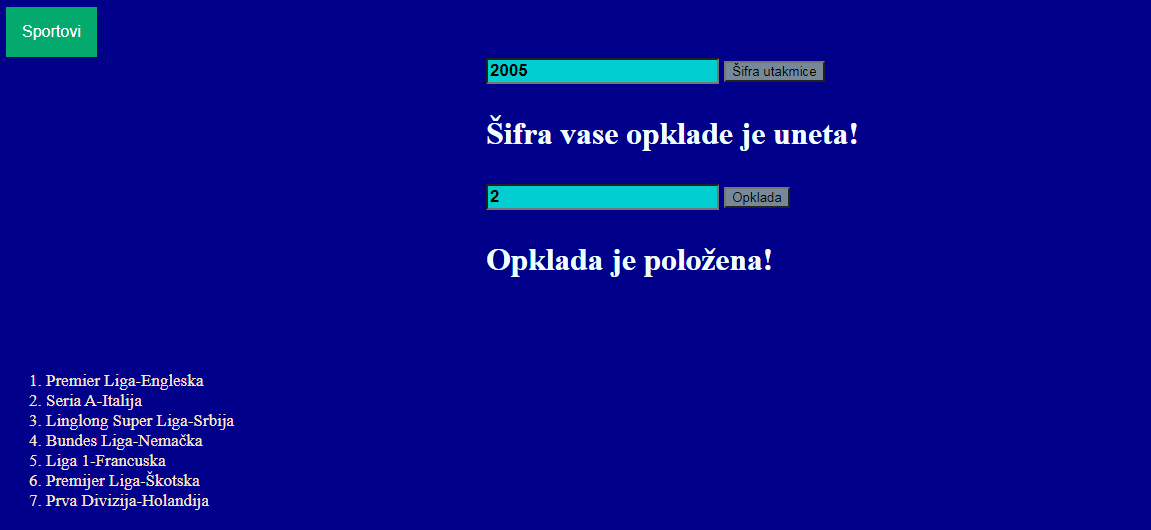 Sportovi
2005 Šifra utakmice
Šifra vase opklade je uneta!
2 Opklada
Opklada je položena!
1. Premier Liga-Engleska
2. Seria A-Italija
3. Linglong Super Liga-Srbija
4. Bundes Liga-Nemačka
5. Liga 1-Francuska
6. Premijer Liga-Škotska
7. Prva Divizija-Holandija